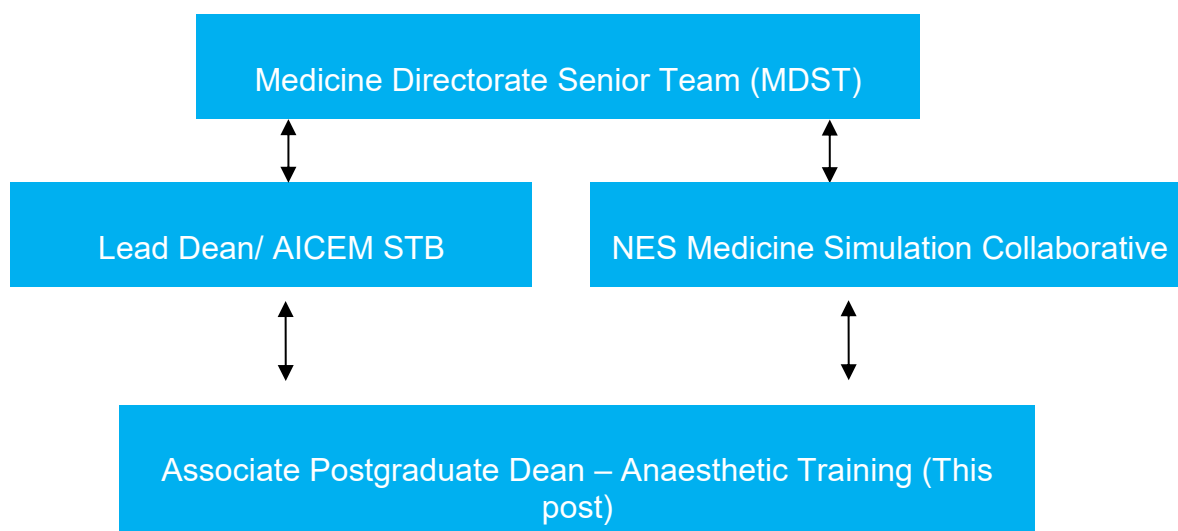 Medicine Directorate Senior Team (MDST)
Lead Dean/ AICEM STB
NES Medicine Simulation Collaborative
Associate Postgraduate Dean – Anaesthetic Training (This
post)